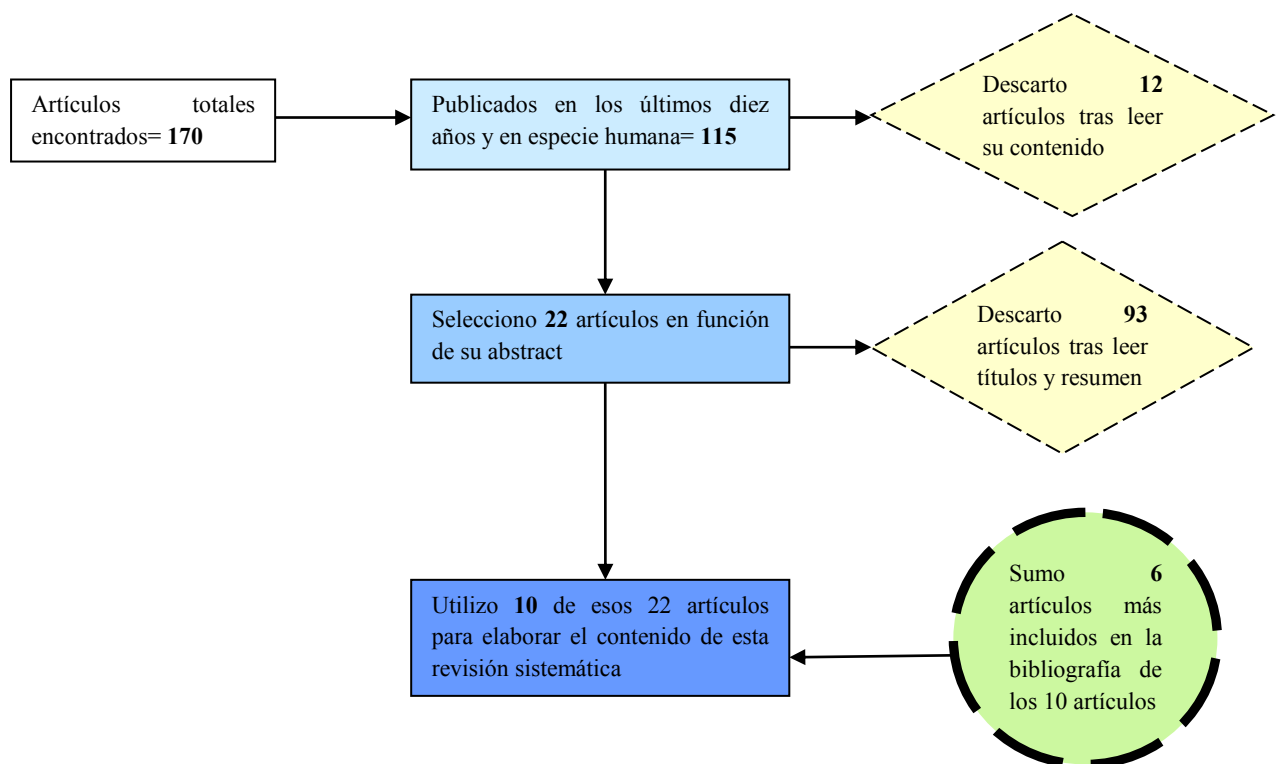 Artículos totales
encontrados= 170
Publicados en los últimos diez
años y en especie humana= 115
Descarto 12
artículos tras leer
su contenido
Selecciono 22 artículos en función
de su abstract
Descarto 93
artículos tras leer
títulos y resumen
Utilizo 10 de esos 22 artículos
para elaborar el contenido de esta
revisión sistemática
Sumo 6
artículos más
incluidos en la
bibliografía de
los 10 artículos